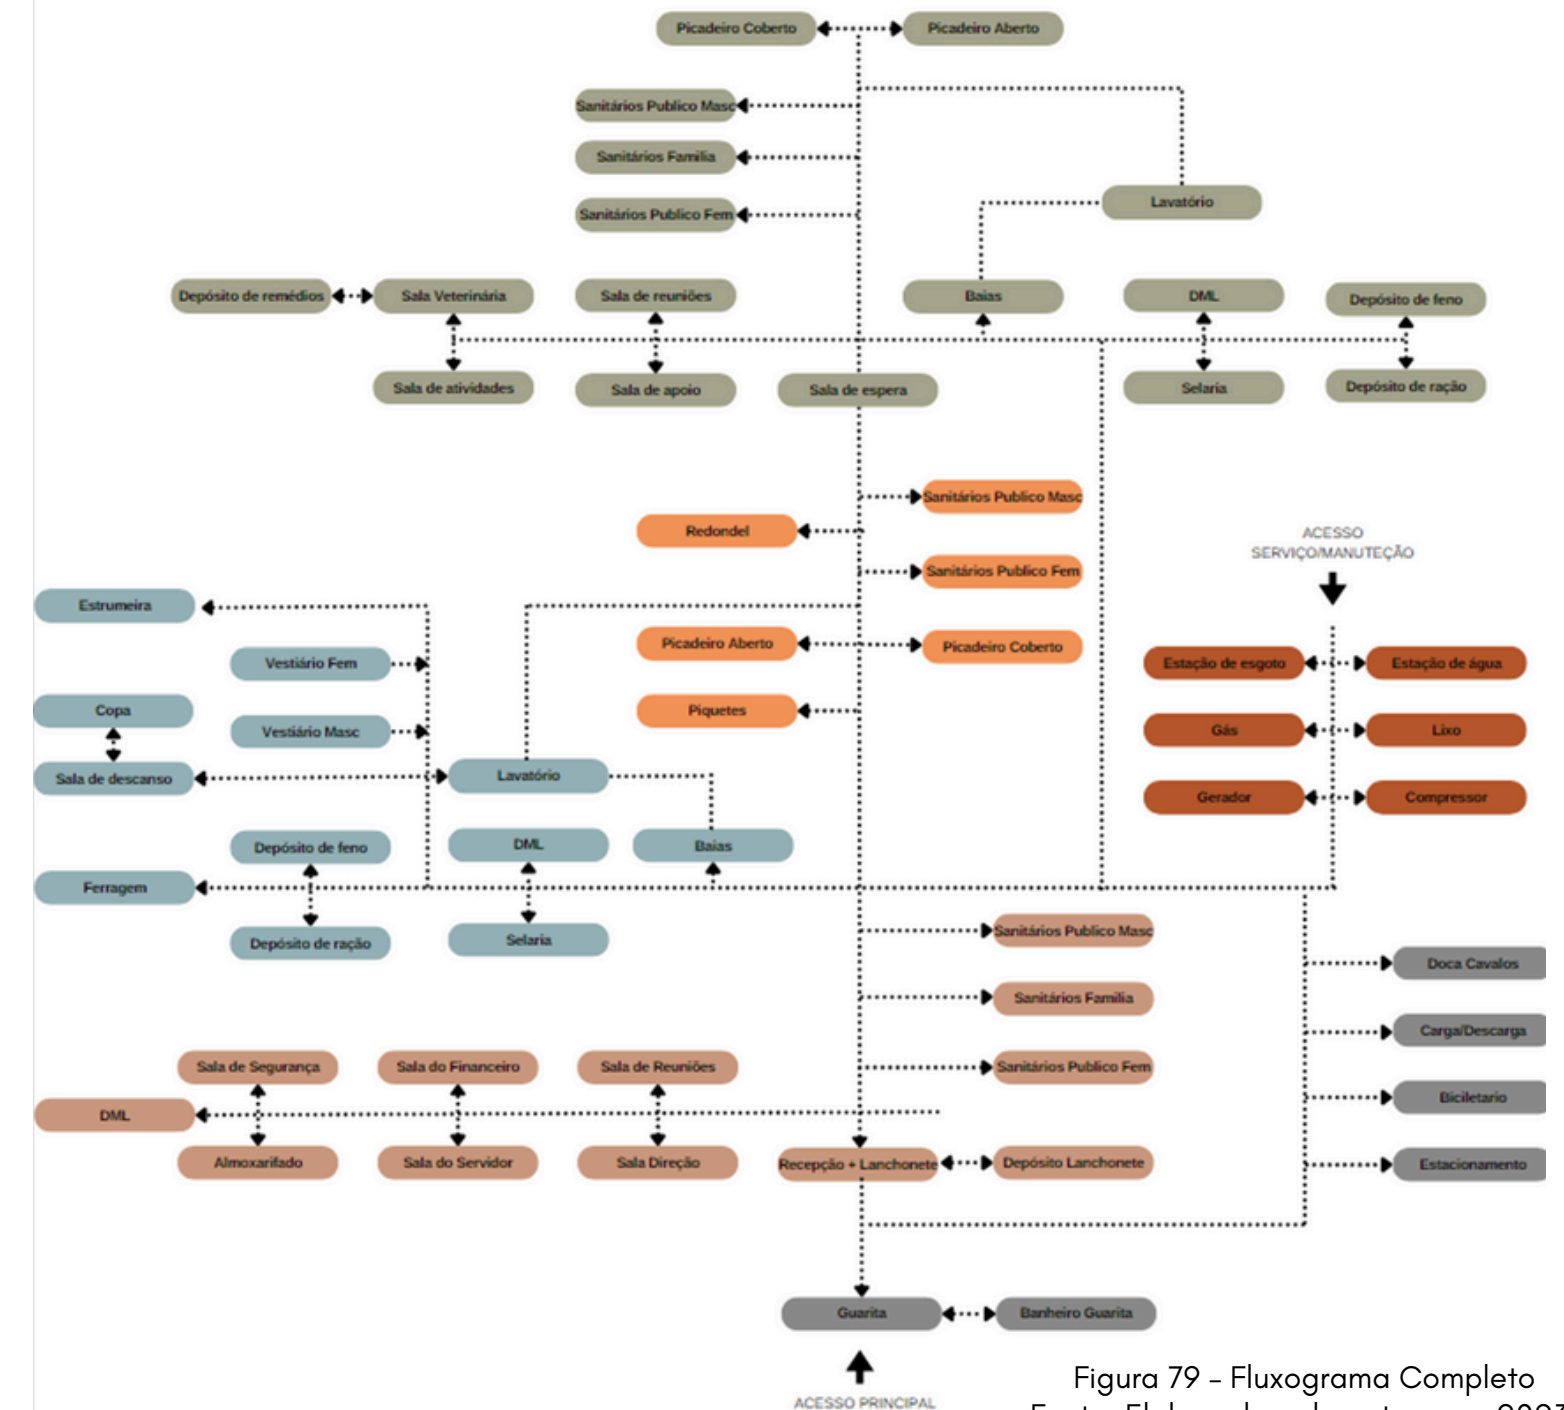 Picadeiro Coberto
Picadeiro Aberto
Sanitários Publico Masc
Sanitários Familia
Sanitários Publico Fem
Lavatório
Depósito de remédios
Sala Veterinária
Sala de reuniões
Baias
DML
Depósito de feno
Sala de atividades
Sala de apoio
Sala de espera
Selaria
Depósito de ração
Sanitários Publico Masc
Redondel
Sanitários Publico Fem
ACESSO
SERVIÇO/MANUTEÇÃO
Estrumeira
Picadeiro Aberto
Picadeiro Coberto
Vestiário Fem
Estação de esgoto
Estação de água
Copa
Piquetes
Vestiário Masc
Gás
Lixo
Sala de descanso
Lavatório
Gerador
Compressor
Depósito de feno
DML
Baias
Ferragem
Depósito de ração
Selaria
Sanitários Publico Masc
Doca Cavalos
Sanitários Familia
Carga/Descarga
Sala de Segurança
Sala do Financeiro
Sala de Reuniões
Sanitários Publico Fem
Biciletario
DML
Almoxarifado
Sala do Servidor
Sala Direção
Recepção + Lanchonete
Depósito Lanchonete
Estacionamento
Guarita
Banheiro Guarita
ACESSO PRINCIPAL
Figura 79 – Fluxograma Completo